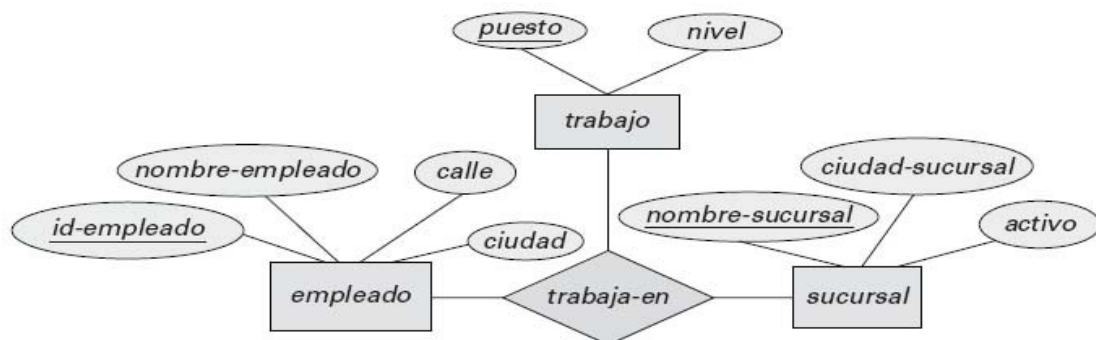 puesto
nivel
trabajo
nombre-empleado
calle
ciudad-sucursal
id-empleado
nombre-sucursal
ciudad
activo
empleado
trabaja-en
sucursal